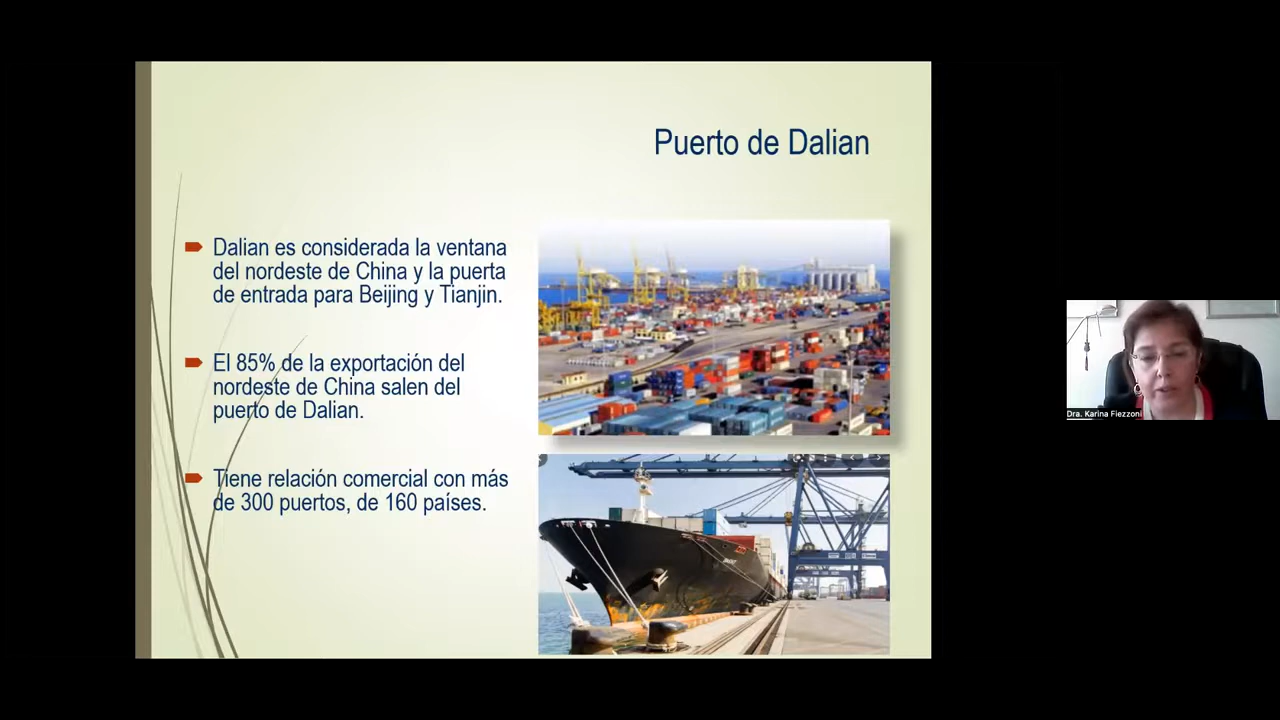 Puerto de Dalian
Dalian es considerada la ventana
del nordeste de China y la puerta
de entrada para Beijing y Tianjin.
El 85% de la exportación del
nordeste de China salen del
puerto de Dalian.
Tiene relación comercial con más
de 300 puertos, de 160 países.
Dra. Karina Fiezzoni